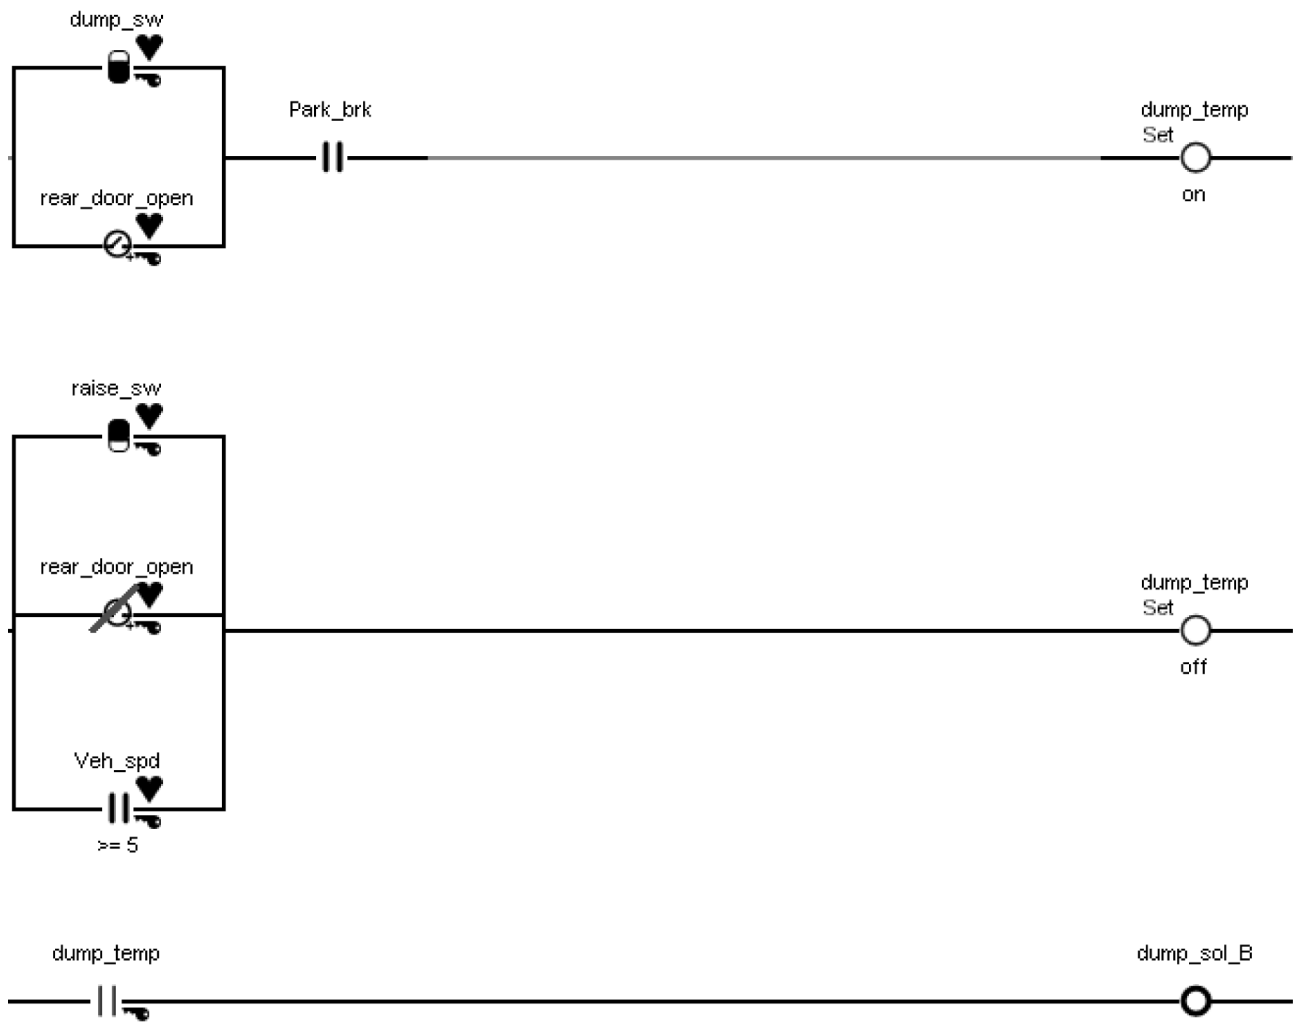 dump_sw
Park_brk
dump_temp
Set
on
rear_door_open
raise_sw
rear_door_open
dump_temp
Set
off
Veh_spd
>= 5
dump_temp
dump_sol_B